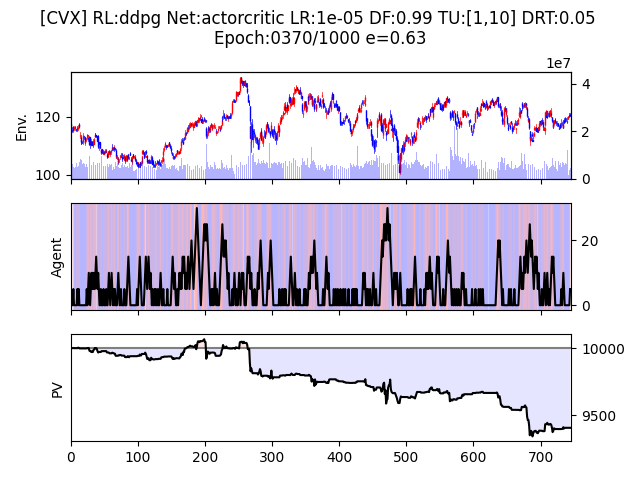 [CVX] RL:ddpg Net:actorcritic LR:1e-05 DF:0.99 TU:[1,10] DRT:0.05
Epoch:0370/1000 e=0.63
1e7
Env.
120
100
4
2
0
Agent
20
0
PV
10000
9500
0 100 200 300 400 500 600 700